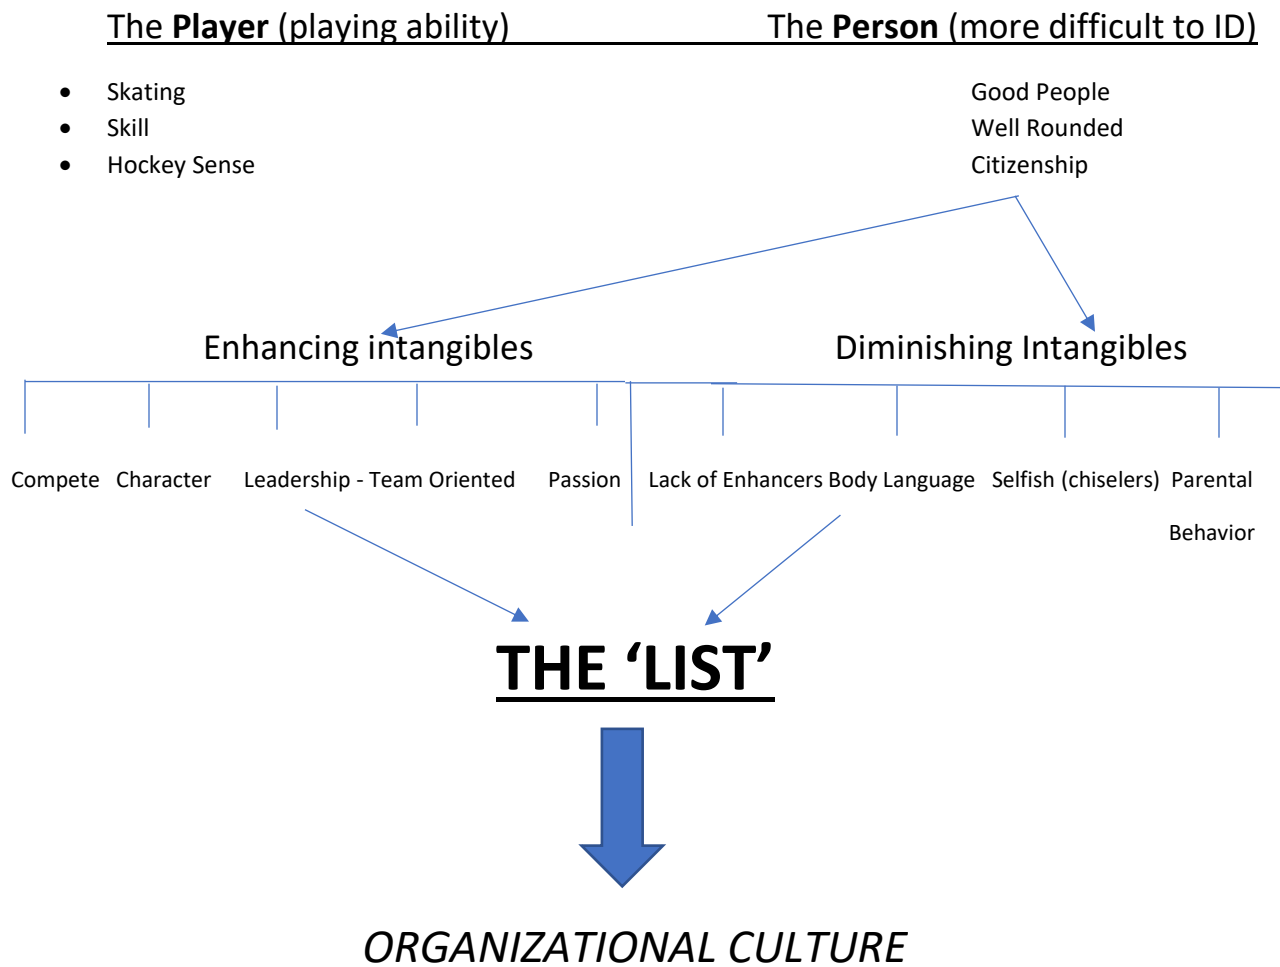 The Player (playing ability) The Person (more difficult to ID)
• Skating Good People
• Skill Well Rounded
• Hockey Sense Citizenship
Enhancing intangibles Diminishing Intangibles
Compete Character Leadership - Team Oriented Passion Lack of Enhancers Body Language Selfish (chiselers) Parental
Behavior
THE ‘LIST’
ORGANIZATIONAL CULTURE